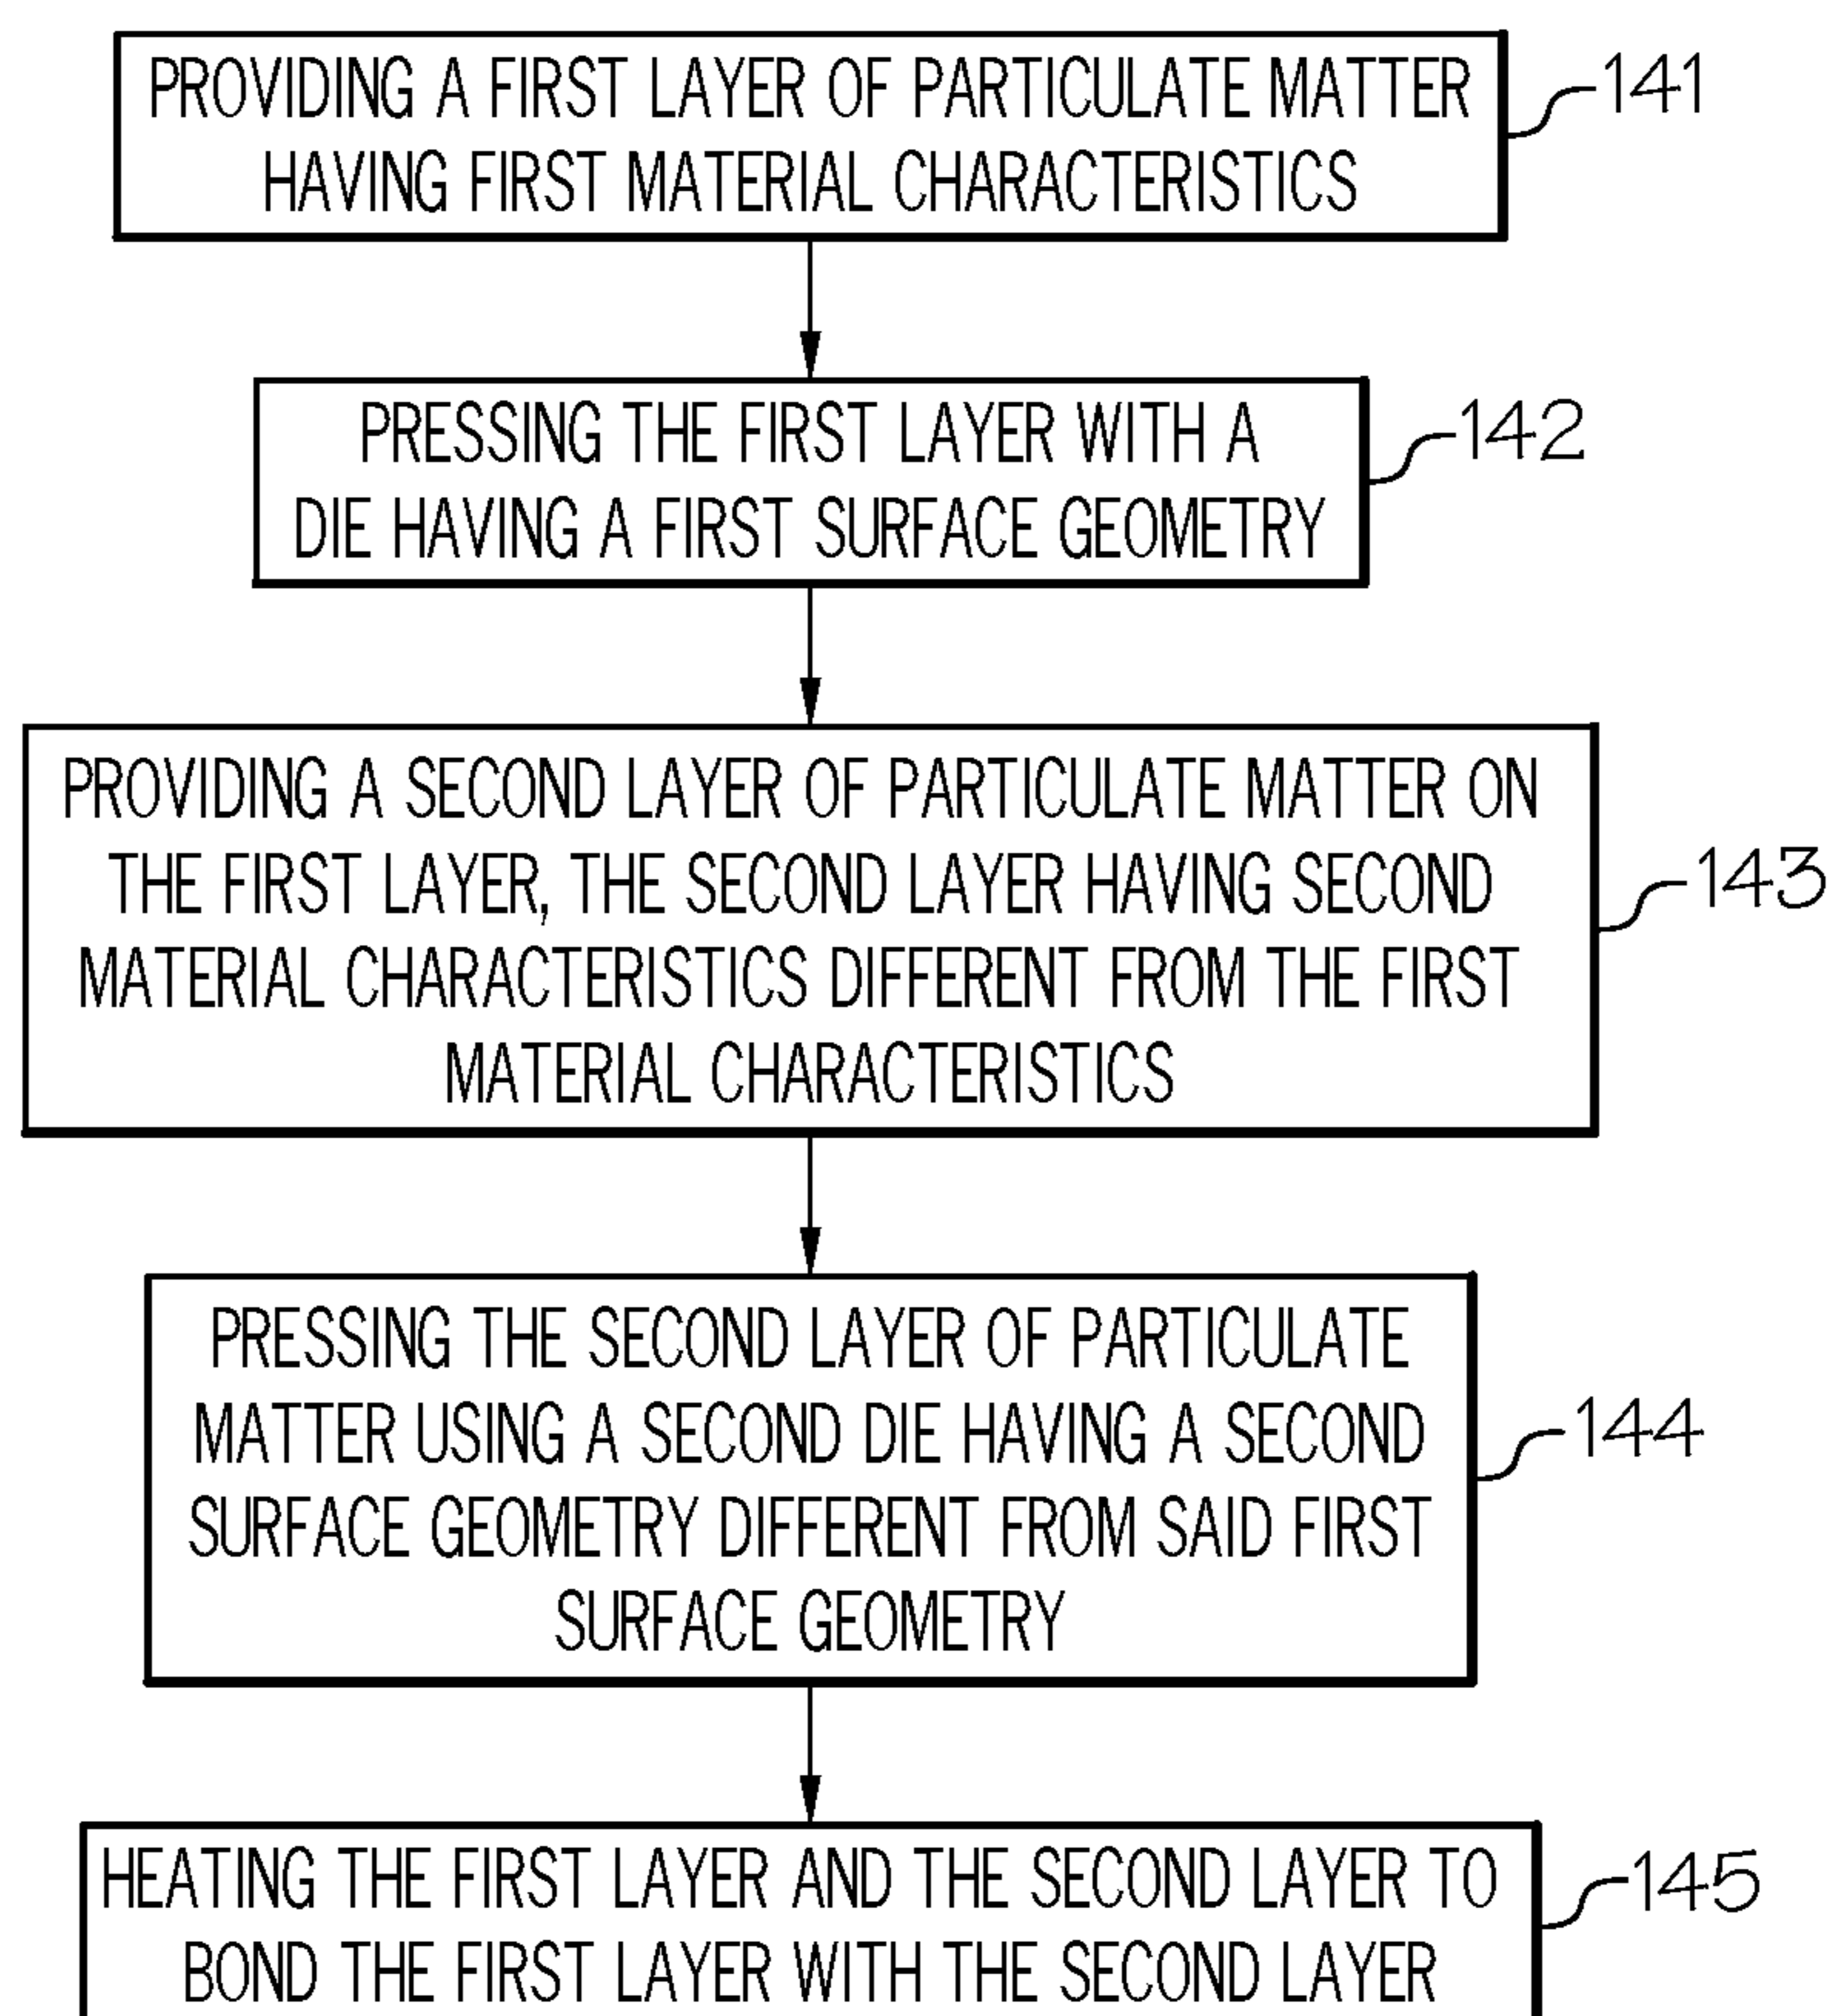 PROVIDING A FIRST LAYER OF PARTICULATE MATTER
HAVING FIRST MATERIAL CHARACTERISTICS
141
PRESSING THE FIRST LAYER WITH A
DIE HAVING A FIRST SURFACE GEOMETRY
142
PROVIDING A SECOND LAYER OF PARTICULATE MATTER ON
THE FIRST LAYER, THE SECOND LAYER HAVING SECOND
MATERIAL CHARACTERISTICS DIFFERENT FROM THE FIRST
MATERIAL CHARACTERISTICS
143
PRESSING THE SECOND LAYER OF PARTICULATE
MATTER USING A SECOND DIE HAVING A SECOND
SURFACE GEOMETRY DIFFERENT FROM SAID FIRST
SURFACE GEOMETRY
144
HEATING THE FIRST LAYER AND THE SECOND LAYER TO
BOND THE FIRST LAYER WITH THE SECOND LAYER
145